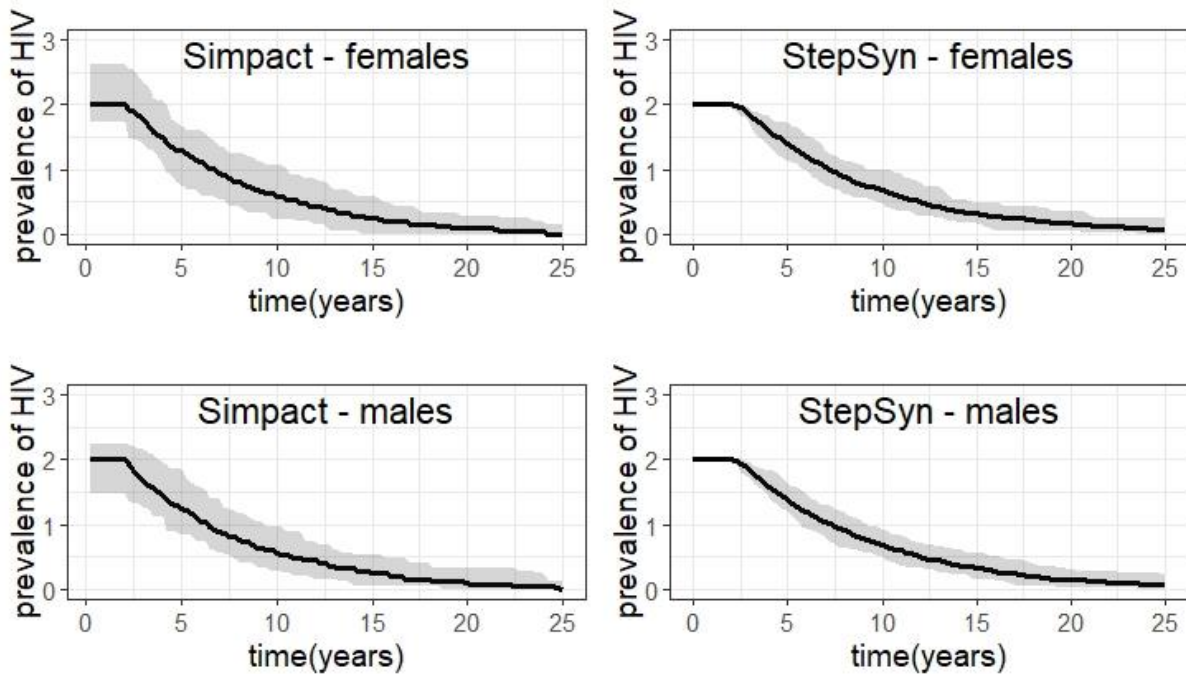 prevalence of HIV
3
2
1
0
Simpact - females
0 5 10 15 20 25
time(years)
prevalence of HIV
3
2
1
0
StepSyn - females
0 5 10 15 20 25
time(years)
prevalence of HIV
3
2
1
0
Simpact - males
0 5 10 15 20 25
time(years)
prevalence of HIV
3
2
1
0
StepSyn - males
0 5 10 15 20 25
time(years)